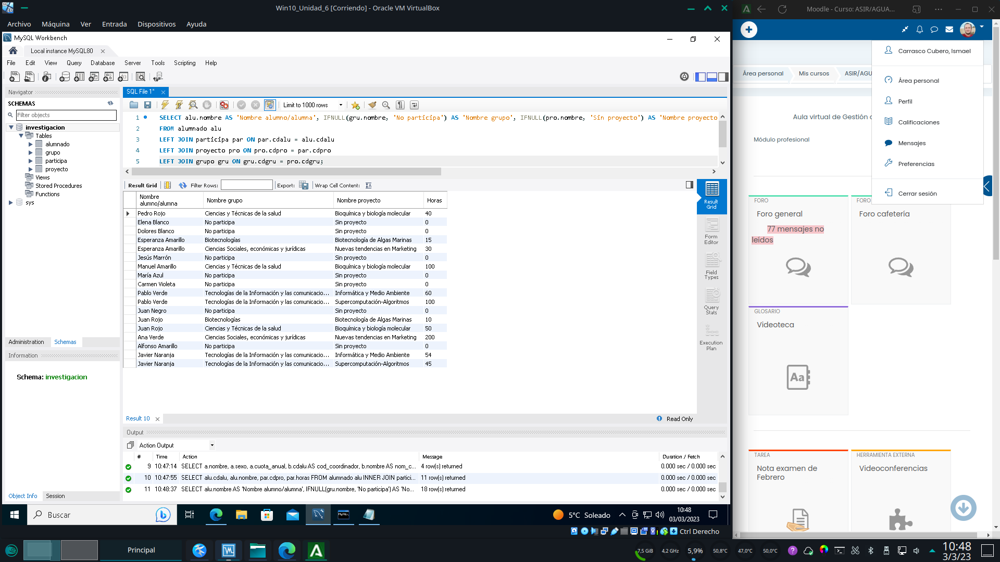 Win10_Unidad_6 [Corriendo] - Oracle VM VirtualBox
Archivo Máquina Ver Entrada Dispositivos Ayuda
MySQL Workbench
Local instance MySQL80
File Edit View Query Database Server Tools Scripting Help
Navigator
SCHEMAS
Filter objects
investigacion
Tables
alumnado
grupo
participa
proyecto
Views
Stored Procedures
Functions
sys
Administration Schemas
Information
Schema: investigacion
Object Info Session
SQL File 1*
Limit to 1000 rows
1 SELECT alu.nombre AS 'Nombre alumno/alumna', IFNULL(gru.nombre, 'No participa') AS 'Nombre grupo', IFNULL(pro.nombre, 'Sin proyecto') AS 'Nombre proyecto
2 FROM alumnado alu
3 LEFT JOIN participa par ON par.cdalu = alu.cdalu
4 LEFT JOIN proyecto pro ON pro.cdpro = par.cdpro
5 LEFT JOIN grupo gru ON gru.cdgru = pro.cdgru;
Result Grid Filter Rows: Export: Wrap Cell Content:
Nombre alumno/alumna Nombre grupo Nombre proyecto Horas
Pedro Rojo Ciencias y Técnicas de la salud Bioquímica y biología molecular 40
Elena Blanco No participa Sin proyecto 0
Dolores Blanco No participa Sin proyecto 0
Esperanza Amarillo Biotecnologías Biotecnología de Algas Marinas 15
Esperanza Amarillo Ciencias Sociales, económicas y jurídicas Nuevas tendencias en Marketing 30
Jesús Marrón No participa Sin proyecto 0
Manuel Amarillo Ciencias y Técnicas de la salud Bioquímica y biología molecular 100
María Azul No participa Sin proyecto 0
Carmen Violeta No participa Sin proyecto 0
Pablo Verde Tecnologías de la Información y las comunicacio... Informática y Medio Ambiente 60
Pablo Verde Tecnologías de la Información y las comunicacio... Supercomputación-Algoritmos 100
Juan Negro No participa Sin proyecto 0
Juan Rojo Biotecnologías Biotecnología de Algas Marinas 10
Juan Rojo Ciencias y Técnicas de la salud Bioquímica y biología molecular 50
Ana Verde Ciencias Sociales, económicas y jurídicas Nuevas tendencias en Marketing 200
Alfonso Amarillo No participa Sin proyecto 0
Javier Naranja Tecnologías de la Información y las comunicacio... Informática y Medio Ambiente 54
Javier Naranja Tecnologías de la Información y las comunicacio... Supercomputación-Algoritmos 45
Result Grid
Form Editor
Field Types
Query Stats
Execution Plan
Result 10
Read Only
Output
Action Output
# Time Action Message Duration / Fetch
9 10:47:14 SELECT a.nombre, a.sexo, a.cuota_anual, b.cdalu AS cod_coordinador, b.nombre AS nom_c... 4 row(s) returned 0.000 sec / 0.000 sec
10 10:47:55 SELECT alu.cdalu, alu.nombre, par.cdpro, par.horas FROM alumnado alu INNER JOIN partici... 11 row(s) returned 0.000 sec / 0.000 sec
11 10:48:37 SELECT alu.nombre AS 'Nombre alumno/alumna', IFNULL(gru.nombre, 'No participa') AS 'No... 18 row(s) returned 0.000 sec / 0.000 sec
Buscar
5°C Soleado
10:48
03/03/2023
Ctrl Derecho
Moodle - Curso: ASIR/AGUA...
Carrasco Cubero, Ismael
Área personal
Perfil
Calificaciones
Mensajes
Preferencias
Cerrar sesión
Área personal Mis cursos ASIR/AGU
Aula virtual de Gestión
Módulo profesional
FORO
Foro general
77 mensajes no
leídos
FORO
Foro cafetería
GLOSARIO
Videoteca
Aa
TAREA
Nota examen de
Febrero
HERRAMIENTA EXTERNA
Videoconferencias
Principal
7,5 GiB 4,2 GHz 5,9% 50,8°C 47,0°C 50,0°C
10:48
3/3/23